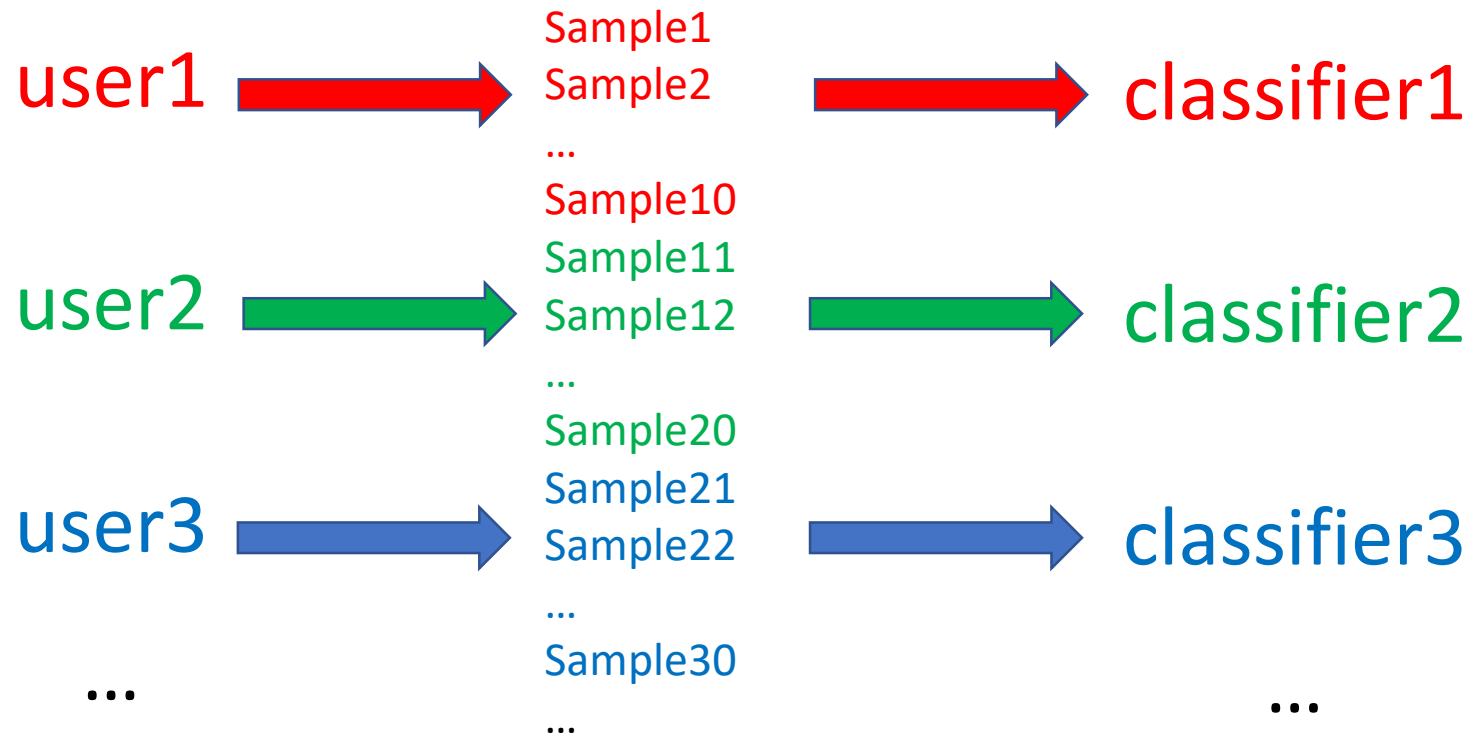 user1
Sample1
Sample2
...
Sample10
classifier1
user2
Sample11
Sample12
...
Sample20
classifier2
user3
Sample21
Sample22
...
Sample30
classifier3
...
...
...